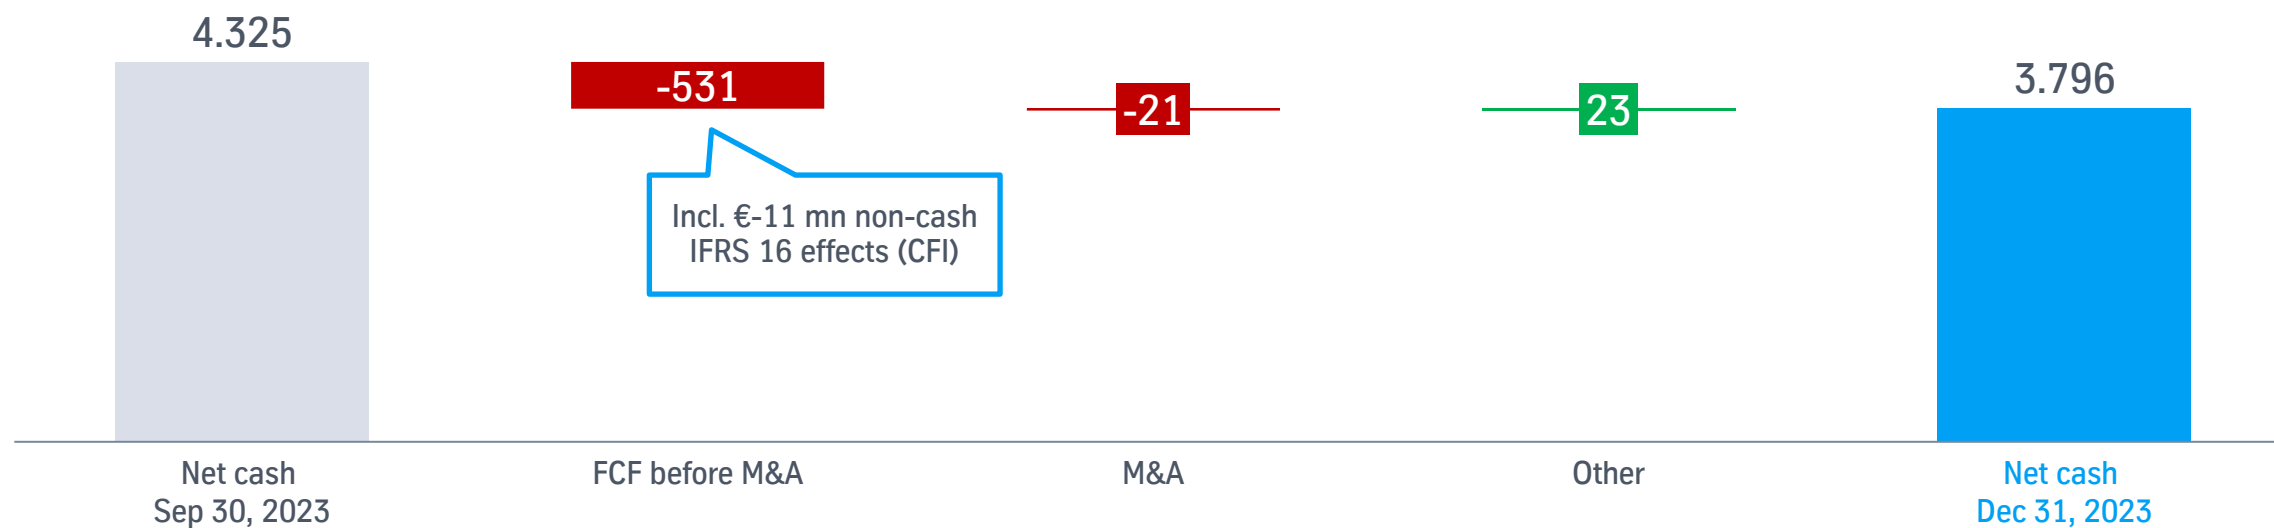 4.325
-531
-21
23
3.796
Incl. €-11 mn non-cash
IFRS 16 effects (CFI)
Net cash
Sep 30, 2023
FCF before M&A
M&A
Other
Net cash
Dec 31, 2023